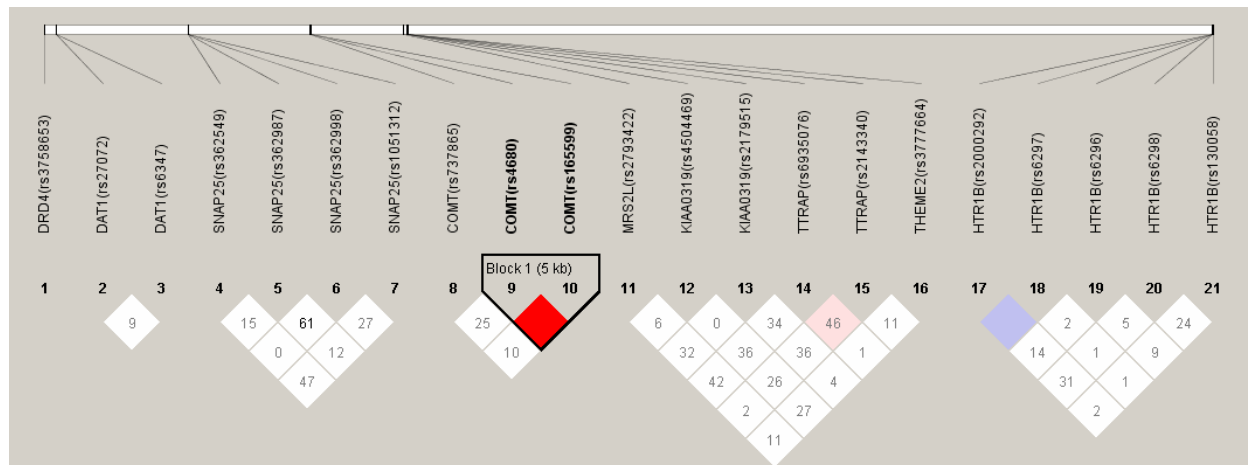 DRD4(rs3758653)
DAT1(rs27072)
DAT1(rs6347)
SNAP25(rs362549)
SNAP25(rs362987)
SNAP25(rs362998)
SNAP25(rs1051312)
COMT(rs737865)
COMT(rs4680)
COMT(rs165599)
MRS2L(rs2793422)
KIAA0319(rs4504469)
KIAA0319(rs2179515)
TTRAP(rs6935076)
TTRAP(rs2143340)
THEME2(rs3777664)
HTR1B(rs2000292)
HTR1B(rs6297)
HTR1B(rs6296)
HTR1B(rs6298)
HTR1B(rs130058)
Block 1 (5 kb)
1 2 3 4 5 6 7 8 9 10 11 12 13 14 15 16 17 18 19 20 21
9 15 61 27 25 6 0 34 46 11 2 5 24
0 12 10 32 36 36 1 14 1 9
47 42 26 4 31 1
2 27 2
11